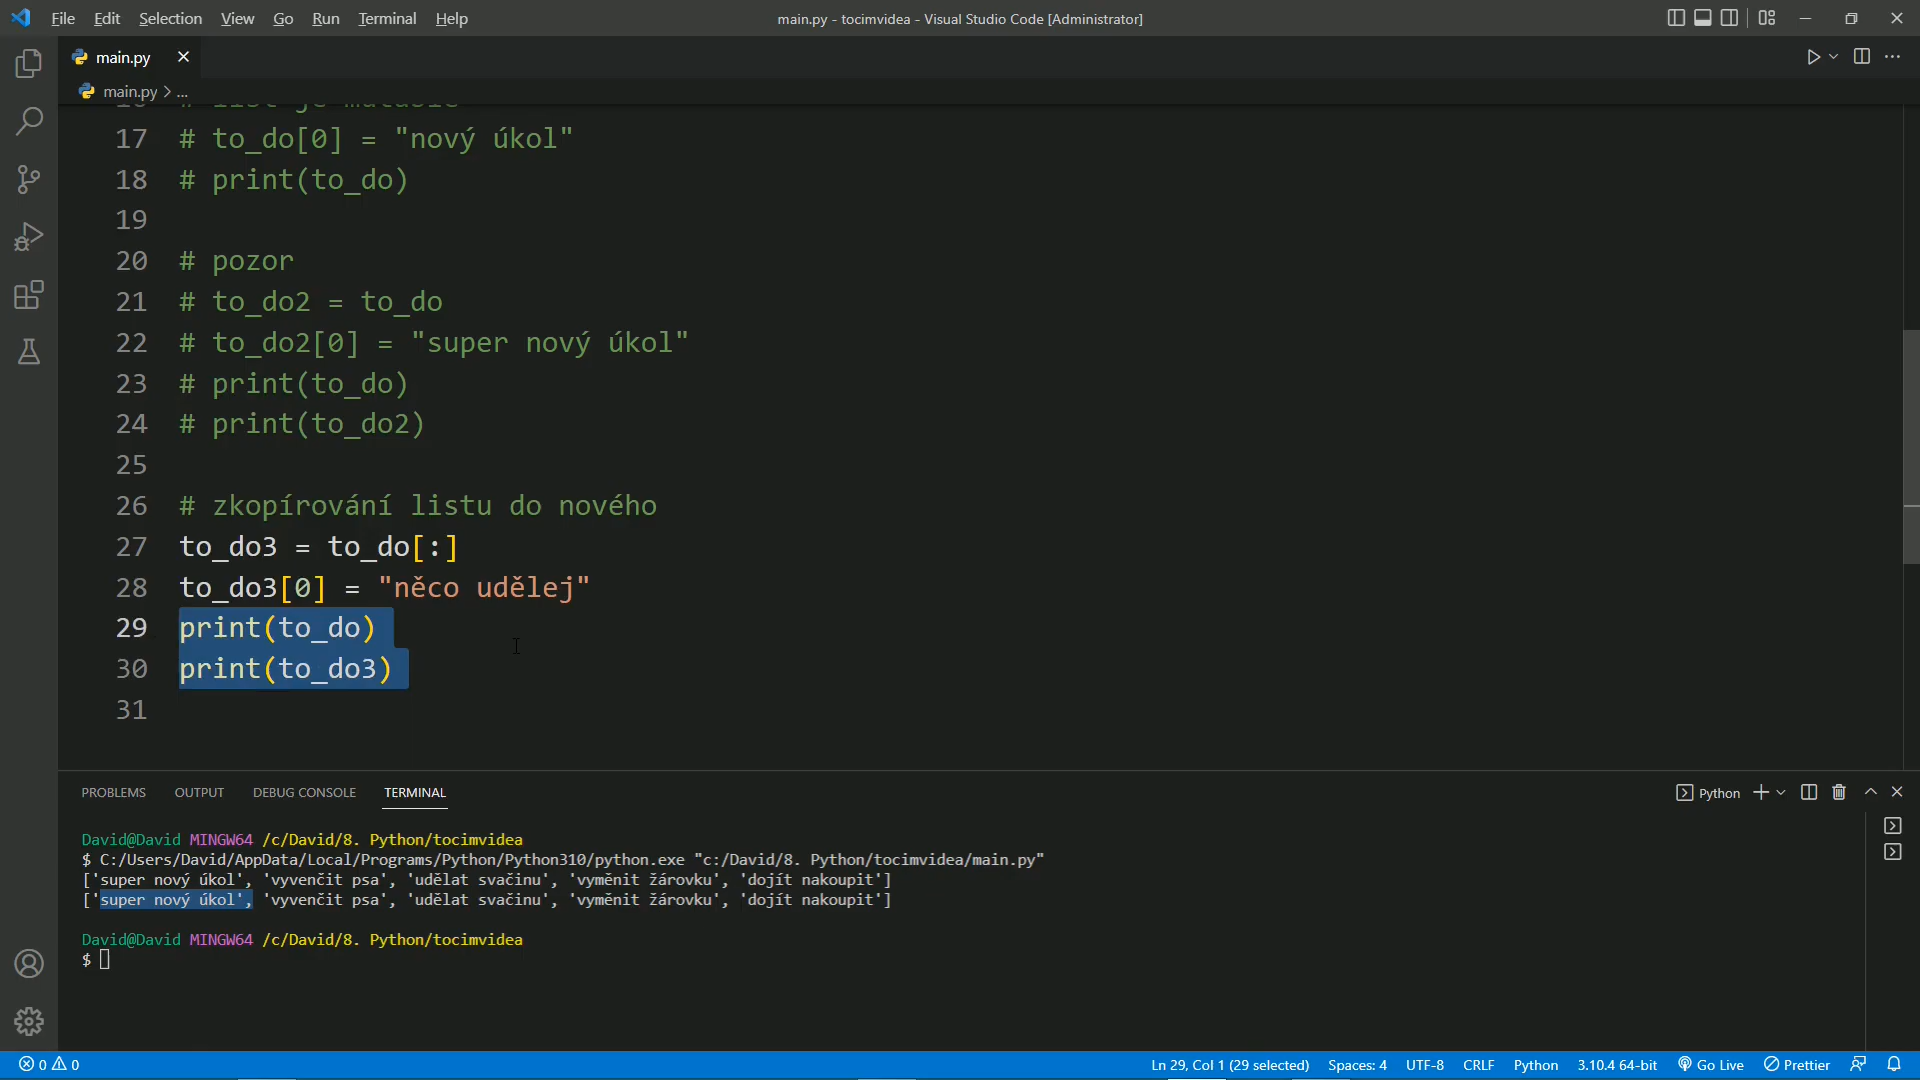 File Edit Selection View Go Run Terminal Help
main.py - tocimvidea - Visual Studio Code [Administrator]
main.py
main.py > ...
17 # to_do[0] = "nový úkol"
18 # print(to_do)
19
20 # pozor
21 # to_do2 = to_do
22 # to_do2[0] = "super nový úkol"
23 # print(to_do)
24 # print(to_do2)
25
26 # zkopírování listu do nového
27 to_do3 = to_do[:]
28 to_do3[0] = "něco udělej"
29 print(to_do)
30 print(to_do3)
31
PROBLEMS OUTPUT DEBUG CONSOLE TERMINAL
Python
David@David MINGW64 /c/David/8. Python/tocimvidea
$ C:/Users/David/AppData/Local/Programs/Python/Python310/python.exe "c:/David/8. Python/tocimvidea/main.py"
['super nový úkol', 'vyvenčit psa', 'udělat svačinu', 'vyměnit žárovku', 'dojít nakoupit']
['super nový úkol', 'vyvenčit psa', 'udělat svačinu', 'vyměnit žárovku', 'dojít nakoupit']
David@David MINGW64 /c/David/8. Python/tocimvidea
$
0 0 Ln 29, Col 1 (29 selected) Spaces: 4 UTF-8 CRLF Python 3.10.4 64-bit Go Live Prettier